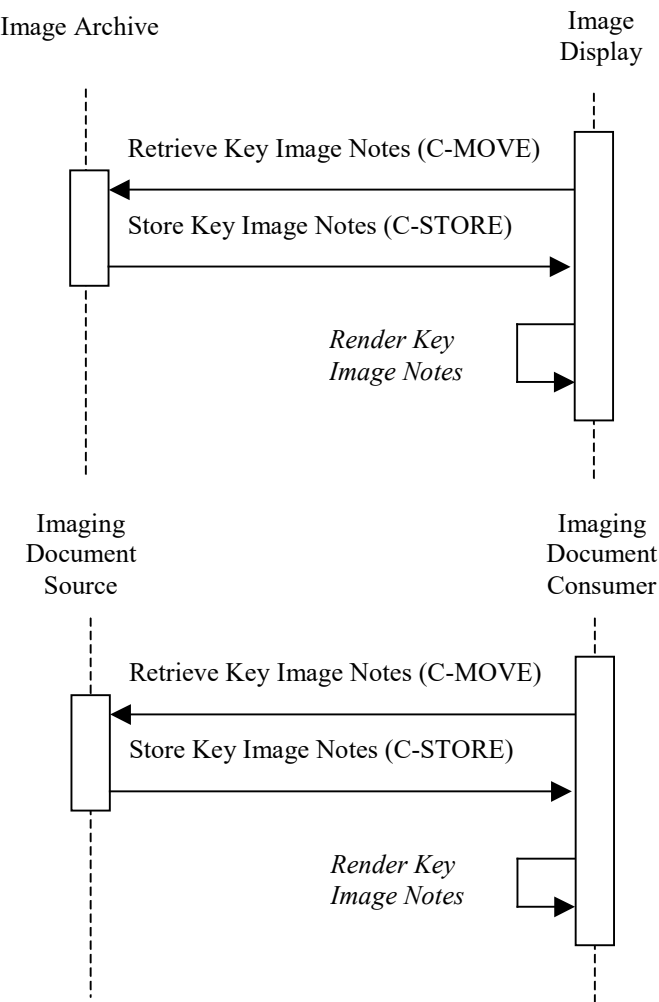 Image Archive
Image
Display
Retrieve Key Image Notes (C-MOVE)
Store Key Image Notes (C-STORE)
Render Key
Image Notes
Imaging
Document
Source
Imaging
Document
Consumer
Retrieve Key Image Notes (C-MOVE)
Store Key Image Notes (C-STORE)
Render Key
Image Notes